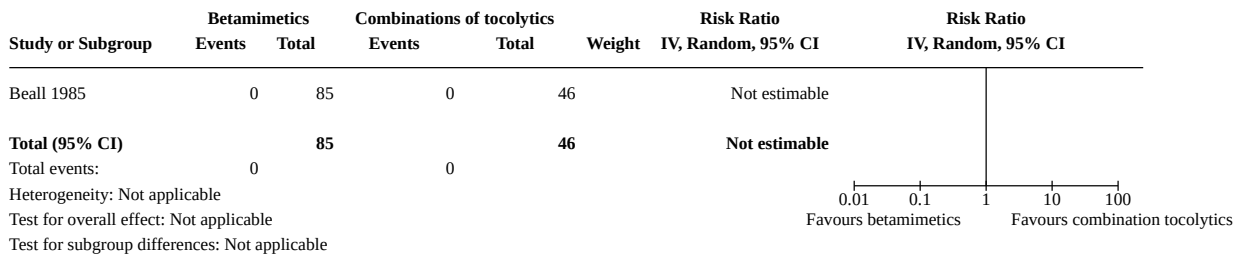 Betamimetics Combinations of tocolytics Risk Ratio Risk Ratio
Study or Subgroup Events Total Events Total Weight IV, Random, 95% CI IV, Random, 95% CI
Beall 1985 0 85 0 46 Not estimable
Total (95% CI) 85 46 Not estimable
Total events: 0 0
Heterogeneity: Not applicable
0.01 0.1 1 10 100
Test for overall effect: Not applicable Favours betamimetics Favours combination tocolytics
Test for subgroup differences: Not applicable